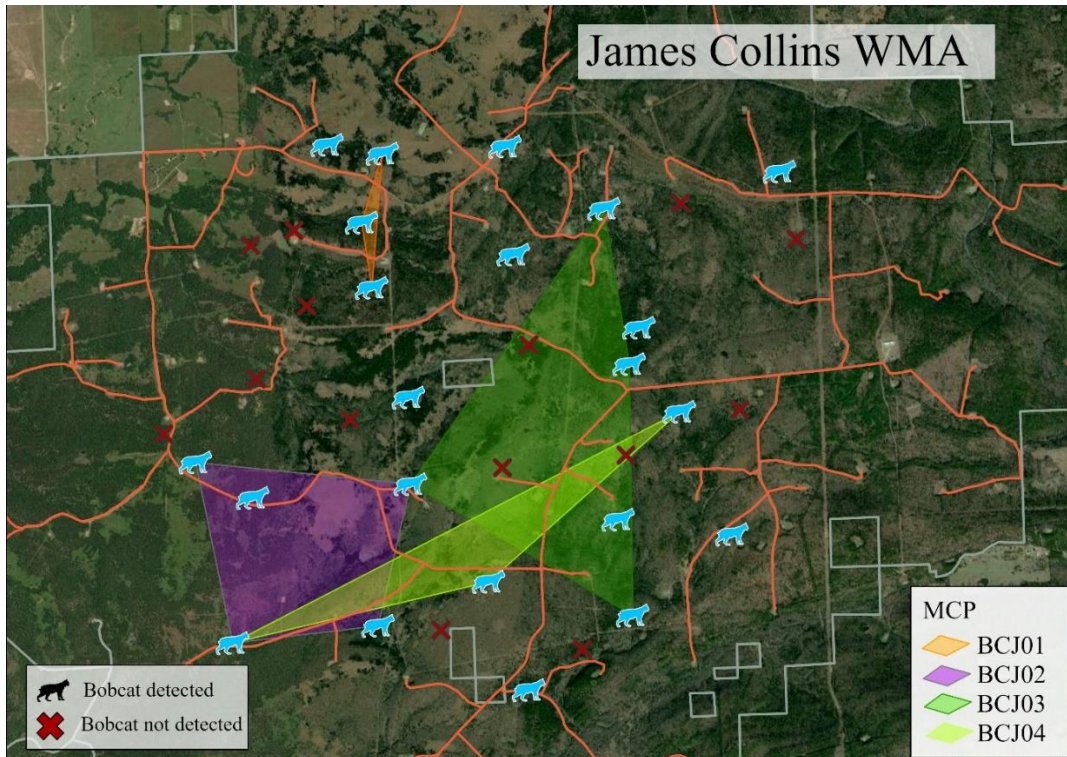 James Collins WMA
Bobcat detected
Bobcat not detected
MCP
BCJ01
BCJ02
BCJ03
BCJ04